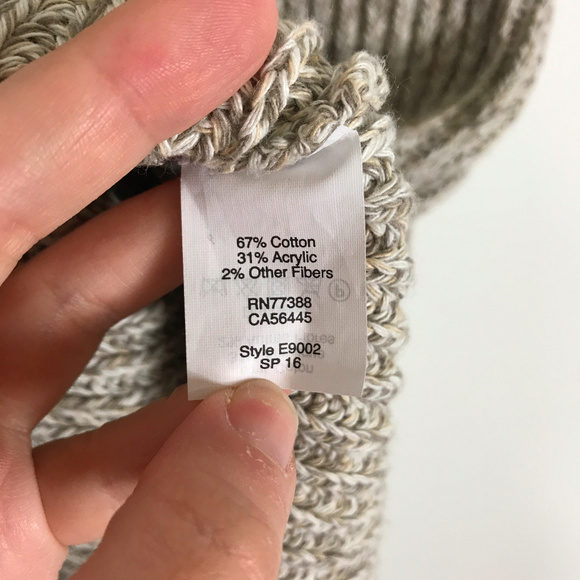 67% Cotton
31% Acrylic
2% Other Fibers
RN77388
CA56445
Style E9002
SP 16